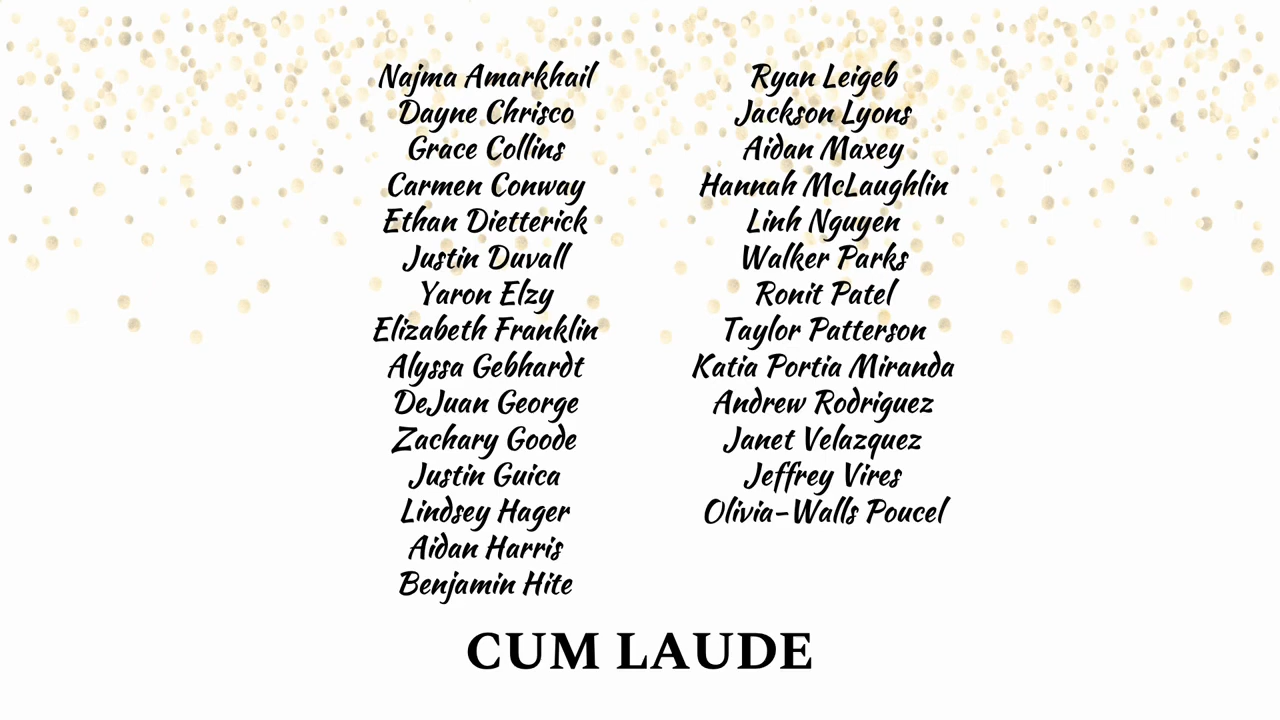 Najma Amarkhail
Dayne Chrisco
Grace Collins
Carmen Conway
Ethan Dietterick
Justin Duvall
Yaron Elzy
Elizabeth Franklin
Alyssa Gebhardt
DeJuan George
Zachary Goode
Justin Guica
Lindsey Hager
Aidan Harris
Benjamin Hite
Ryan Leigeb
Jackson Lyons
Aidan Maxey
Hannah McLaughlin
Linh Nguyen
Walker Parks
Ronit Patel
Taylor Patterson
Katia Portia Miranda
Andrew Rodriguez
Janet Velazquez
Jeffrey Vires
Olivia-Walls Poucel
CUM LAUDE